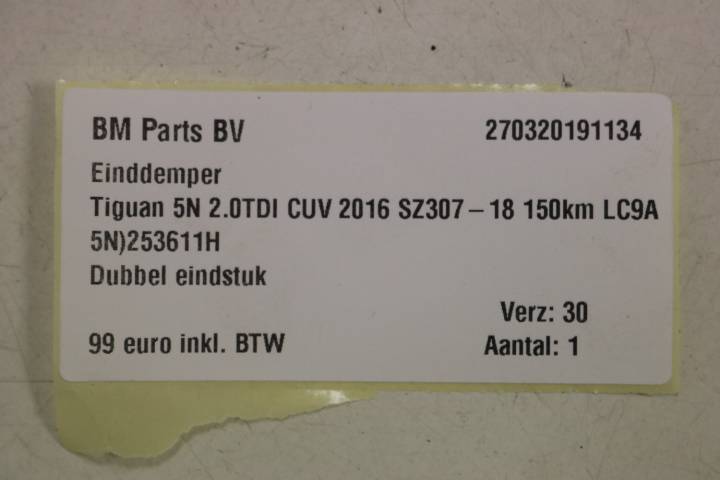 BM Parts BV 270320191134
Einddemper
Tiguan 5N 2.0TDI CUV 2016 SZ307 – 18 150km LC9A
5N)253611H
Dubbel eindstuk
Verz: 30
99 euro inkl. BTW Aantal: 1